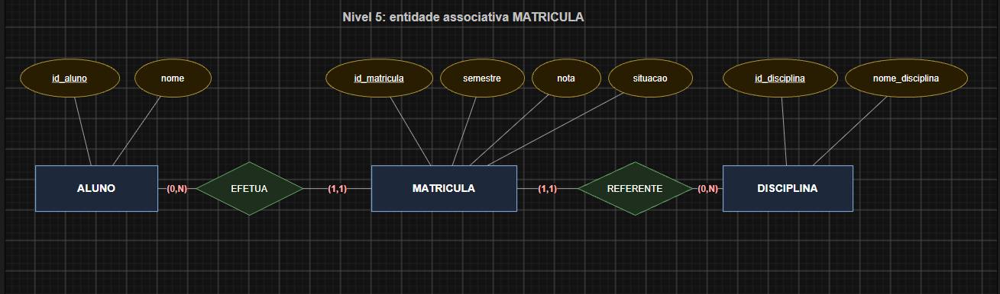 Nivel 5: entidade associativa MATRICULA
id_aluno
nome
id_matricula
semestre
nota
situacao
id_disciplina
nome_disciplina
ALUNO
(0,N)
EFETUA
(1,1)
MATRICULA
(1,1)
REFERENTE
(0,N)
DISCIPLINA